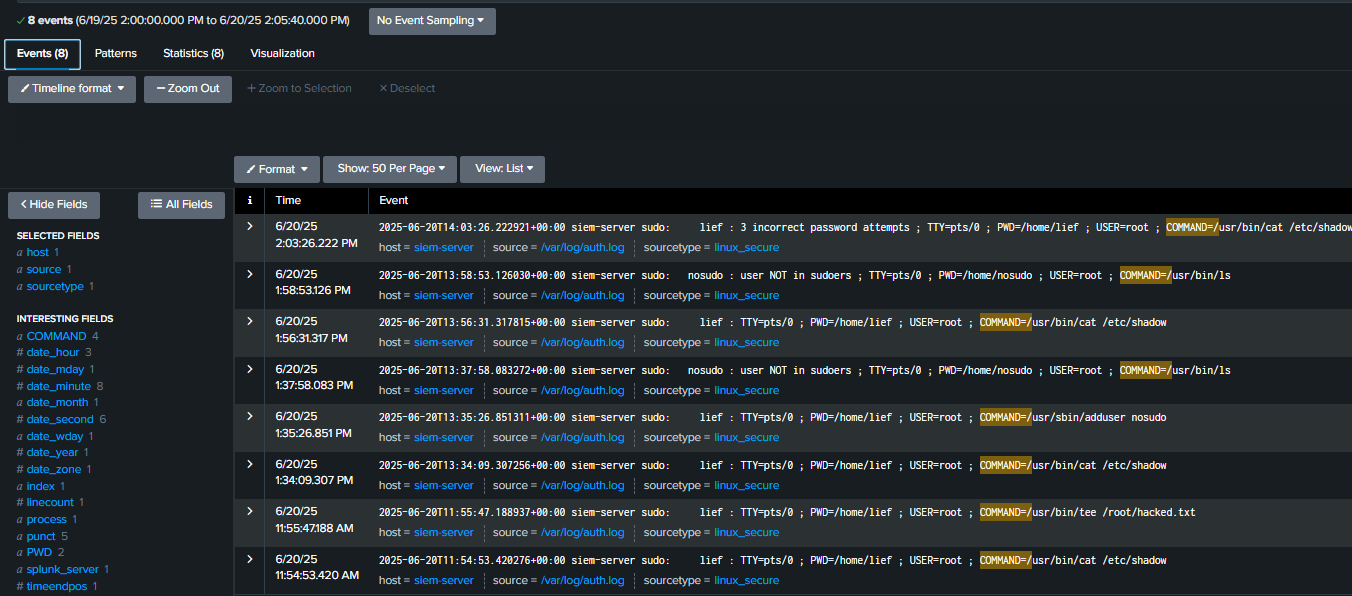 ✓ 8 events (6/19/25 2:00:00.000 PM to 6/20/25 2:05:40.000 PM) No Event Sampling ▾
Events (8) Patterns Statistics (8) Visualization
Timeline format ▾ — Zoom Out + Zoom to Selection × Deselect
Format ▾ Show: 50 Per Page ▾ View: List ▾
< Hide Fields All Fields
i Time Event
SELECTED FIELDS
a host 1
a source 1
a sourcetype 1
INTERESTING FIELDS
a COMMAND 4
# date_hour 3
# date_mday 1
# date_minute 8
a date_month 1
# date_second 6
a date_wday 1
# date_year 1
# date_zone 1
a index 1
# linecount 1
a process 1
a punct 5
a PWD 2
a splunk_server 1
# timeendpos 1
> 6/20/25 2025-06-20T14:03:26.222921+00:00 siem-server sudo: lief : 3 incorrect password attempts ; TTY=pts/0 ; PWD=/home/lief ; USER=root ; COMMAND=/usr/bin/cat /etc/shadow
2:03:26.222 PM host = siem-server source = /var/log/auth.log sourcetype = linux_secure
> 6/20/25 2025-06-20T13:58:53.126030+00:00 siem-server sudo: nosudo : user NOT in sudoers ; TTY=pts/0 ; PWD=/home/nosudo ; USER=root ; COMMAND=/usr/bin/ls
1:58:53.126 PM host = siem-server source = /var/log/auth.log sourcetype = linux_secure
> 6/20/25 2025-06-20T13:56:31.317815+00:00 siem-server sudo: lief : TTY=pts/0 ; PWD=/home/lief ; USER=root ; COMMAND=/usr/bin/cat /etc/shadow
1:56:31.317 PM host = siem-server source = /var/log/auth.log sourcetype = linux_secure
> 6/20/25 2025-06-20T13:37:58.083272+00:00 siem-server sudo: nosudo : user NOT in sudoers ; TTY=pts/0 ; PWD=/home/nosudo ; USER=root ; COMMAND=/usr/bin/ls
1:37:58.083 PM host = siem-server source = /var/log/auth.log sourcetype = linux_secure
> 6/20/25 2025-06-20T13:35:26.851311+00:00 siem-server sudo: lief : TTY=pts/0 ; PWD=/home/lief ; USER=root ; COMMAND=/usr/sbin/adduser nosudo
1:35:26.851 PM host = siem-server source = /var/log/auth.log sourcetype = linux_secure
> 6/20/25 2025-06-20T13:34:09.307256+00:00 siem-server sudo: lief : TTY=pts/0 ; PWD=/home/lief ; USER=root ; COMMAND=/usr/bin/cat /etc/shadow
1:34:09.307 PM host = siem-server source = /var/log/auth.log sourcetype = linux_secure
> 6/20/25 2025-06-20T11:55:47.188937+00:00 siem-server sudo: lief : TTY=pts/0 ; PWD=/home/lief ; USER=root ; COMMAND=/usr/bin/tee /root/hacked.txt
11:55:47.188 AM host = siem-server source = /var/log/auth.log sourcetype = linux_secure
> 6/20/25 2025-06-20T11:54:53.420276+00:00 siem-server sudo: lief : TTY=pts/0 ; PWD=/home/lief ; USER=root ; COMMAND=/usr/bin/cat /etc/shadow
11:54:53.420 AM host = siem-server source = /var/log/auth.log sourcetype = linux_secure